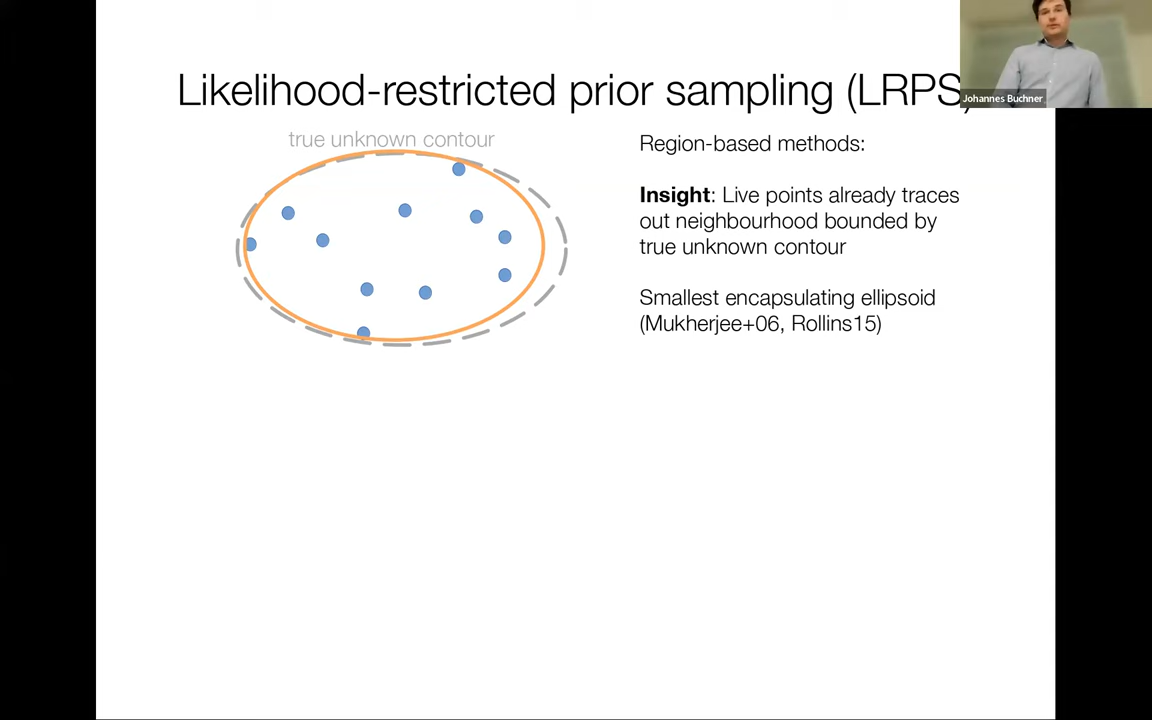 Likelihood-restricted prior sampling (LRPS)
Johannes Buchner
true unknown contour
Region-based methods:
Insight: Live points already traces
out neighbourhood bounded by
true unknown contour
Smallest encapsulating ellipsoid
(Mukherjee+06, Rollins15)